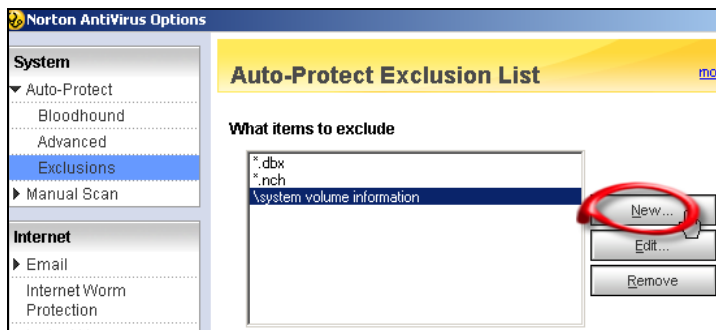 Norton AntiVirus Options
System
Auto-Protect
Bloodhound
Advanced
Exclusions
Manual Scan
Internet
Email
Internet Worm
Protection
Auto-Protect Exclusion List
What items to exclude
*.dbx
*.nch
\system volume information
New...
Edit...
Remove